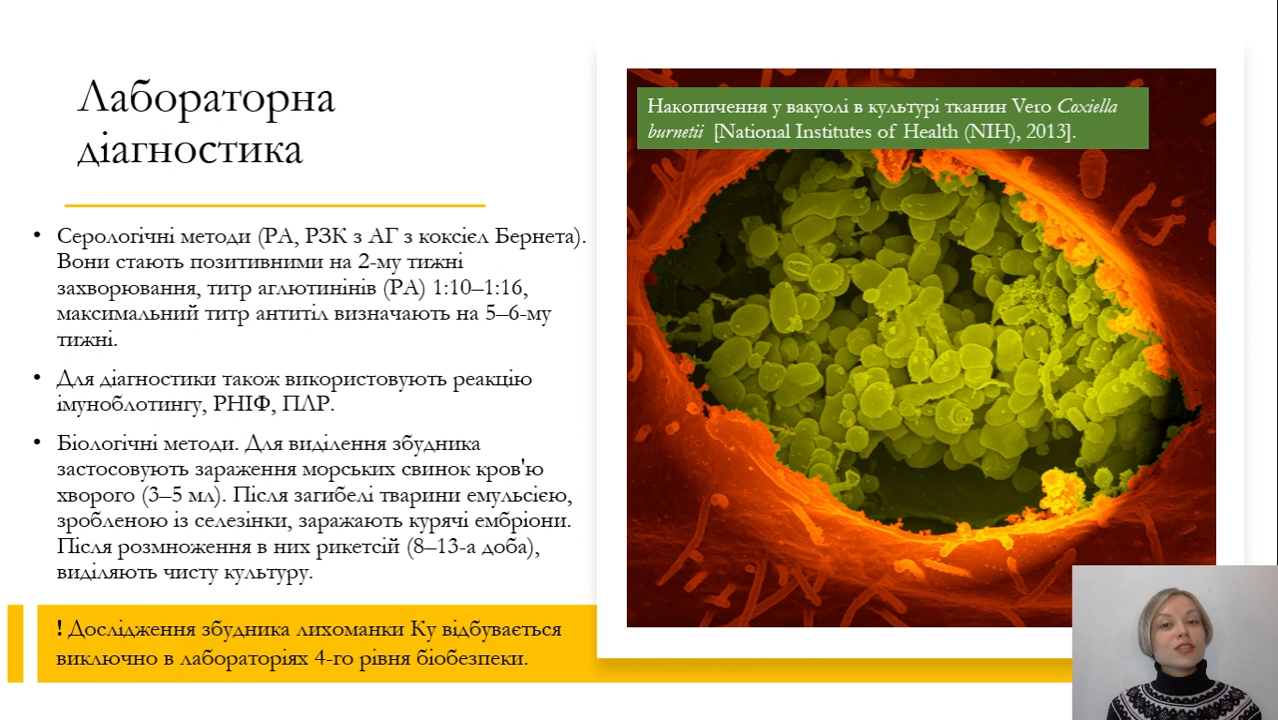 Лабораторна
діагностика
• Серологічні методи (РА, РЗК з АГ з коксієл Бернета).
Вони стають позитивними на 2-му тижні
захворювання, титр аглютинінів (РА) 1:10–1:16,
максимальний титр антитіл визначають на 5–6-му
тижні.
• Для діагностики також використовують реакцію
імуноблотингу, РНІФ, ПЛР.
• Біологічні методи. Для виділення збудника
застосовують зараження морських свинок кров'ю
хворого (3–5 мл). Після загибелі тварини емульсією,
зробленою із селезінки, заражають курячі ембріони.
Після розмноження в них рикетсій (8–13-а доба),
виділяють чисту культуру.
! Дослідження збудника лихоманки Ку відбувається
виключно в лабораторіях 4-го рівня біобезпеки.
Накопичення у вакуолі в культурі тканин Vero Coxiella
burnetii [National Institutes of Health (NIH), 2013].